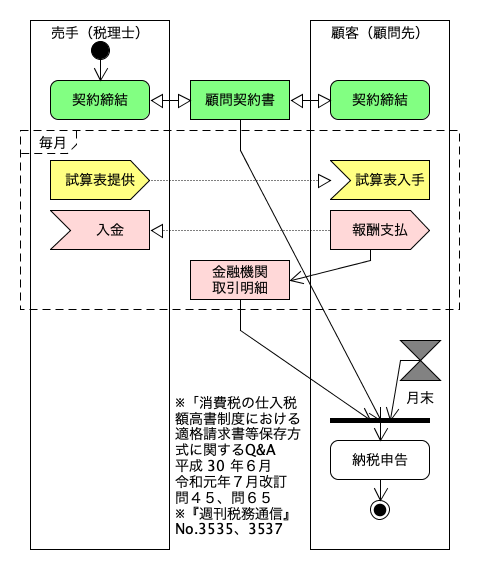 売手（税理士）
顧客（顧問先）
契約締結
顧問契約書
契約締結
毎月
試算表提供
試算表入手
入金
報酬支払
金融機関
取引明細
月末
※「消費税の仕入税
額高書制度における
適格請求書等保存方
式に関するQ&A
平成 30 年６月
令和元年７月改訂
問４５、問６５
※『週刊税務通信』
No.3535、3537
納税申告